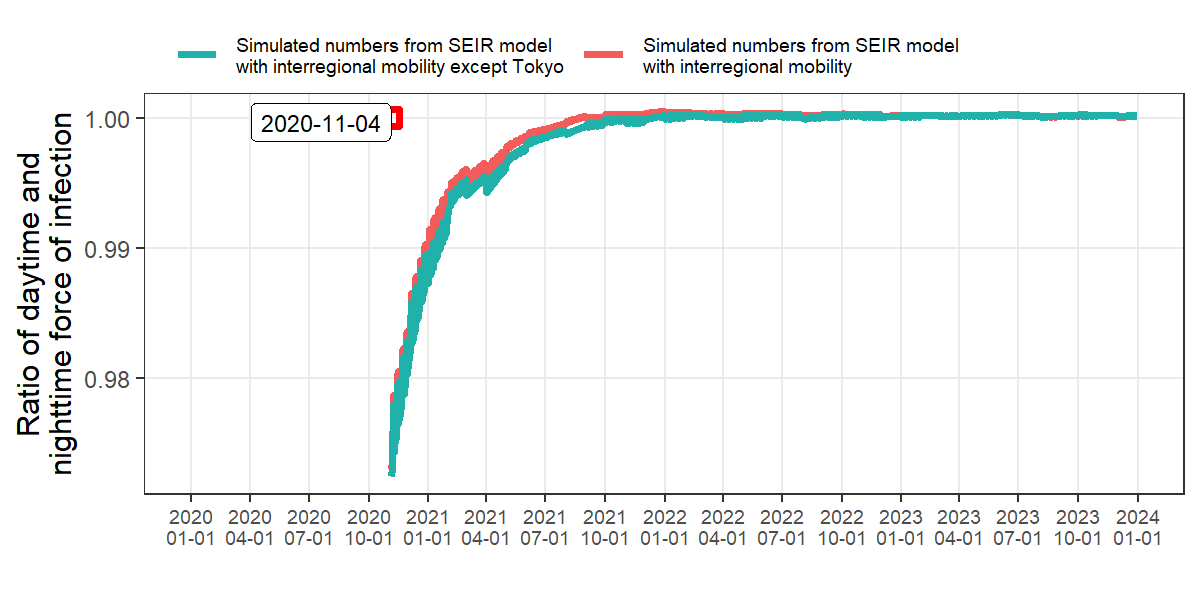 Simulated numbers from SEIR model
with interregional mobility except Tokyo
Simulated numbers from SEIR model
with interregional mobility
Ratio of daytime and
nighttime force of infection
1.00
0.99
0.98
2020-11-04
2020 2020 2020 2020 2021 2021 2021 2021 2022 2022 2022 2022 2023 2023 2023 2023 2024
01-01 04-01 07-01 10-01 01-01 04-01 07-01 10-01 01-01 04-01 07-01 10-01 01-01 04-01 07-01 10-01 01-01